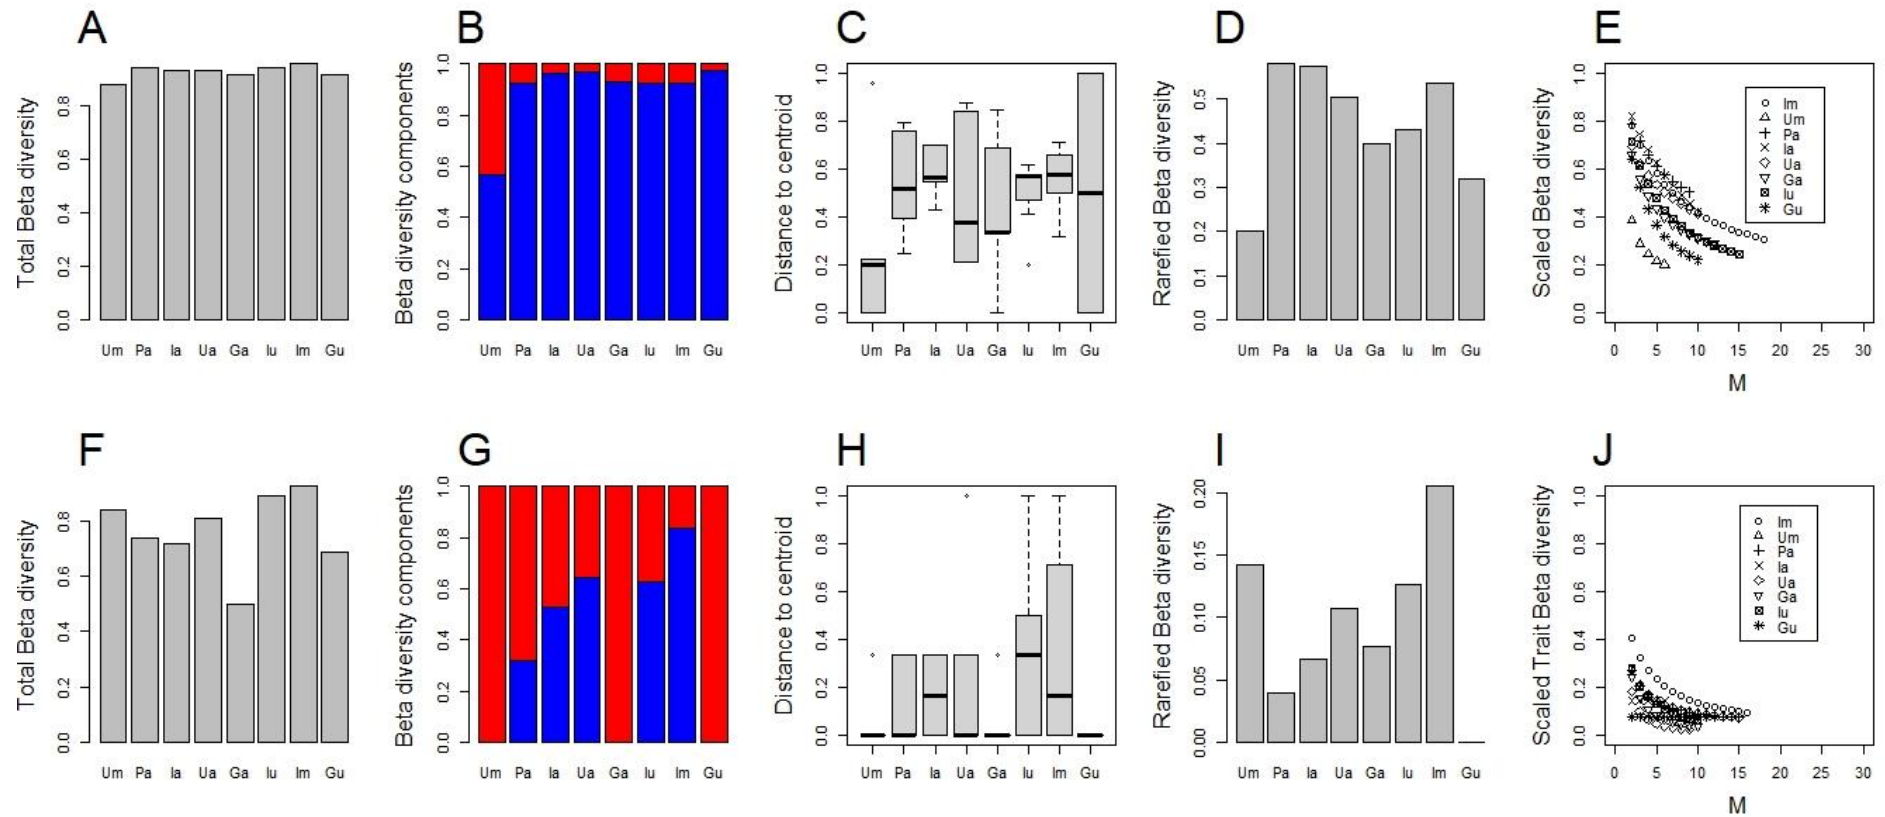 A
Total Beta diversity
0.0 0.2 0.4 0.6 0.8
Um Pa Ia Ua Ga Iu Im Gu
B
Beta diversity components
0.0 0.2 0.4 0.6 0.8 1.0
Um Pa Ia Ua Ga Iu Im Gu
C
Distance to centroid
0.0 0.2 0.4 0.6 0.8 1.0
Um Pa Ia Ua Ga Iu Im Gu
D
Rarefied Beta diversity
0.0 0.1 0.2 0.3 0.4 0.5
Um Pa Ia Ua Ga Iu Im Gu
E
Scaled Beta diversity
0.0 0.2 0.4 0.6 0.8 1.0
Im
Um
Pa
Ia
Ua
Ga
Iu
Gu
0 5 10 15 20 25 30
M
F
Total Beta diversity
0.0 0.2 0.4 0.6 0.8
Um Pa Ia Ua Ga Iu Im Gu
G
Beta diversity components
0.0 0.2 0.4 0.6 0.8 1.0
Um Pa Ia Ua Ga Iu Im Gu
H
Distance to centroid
0.0 0.2 0.4 0.6 0.8 1.0
Um Pa Ia Ua Ga Iu Im Gu
I
Rarefied Beta diversity
0.00 0.05 0.10 0.15 0.20
Um Pa Ia Ua Ga Iu Im Gu
J
Scaled Trait Beta diversity
0.0 0.2 0.4 0.6 0.8 1.0
Im
Um
Pa
Ia
Ua
Ga
Iu
Gu
0 5 10 15 20 25 30
M